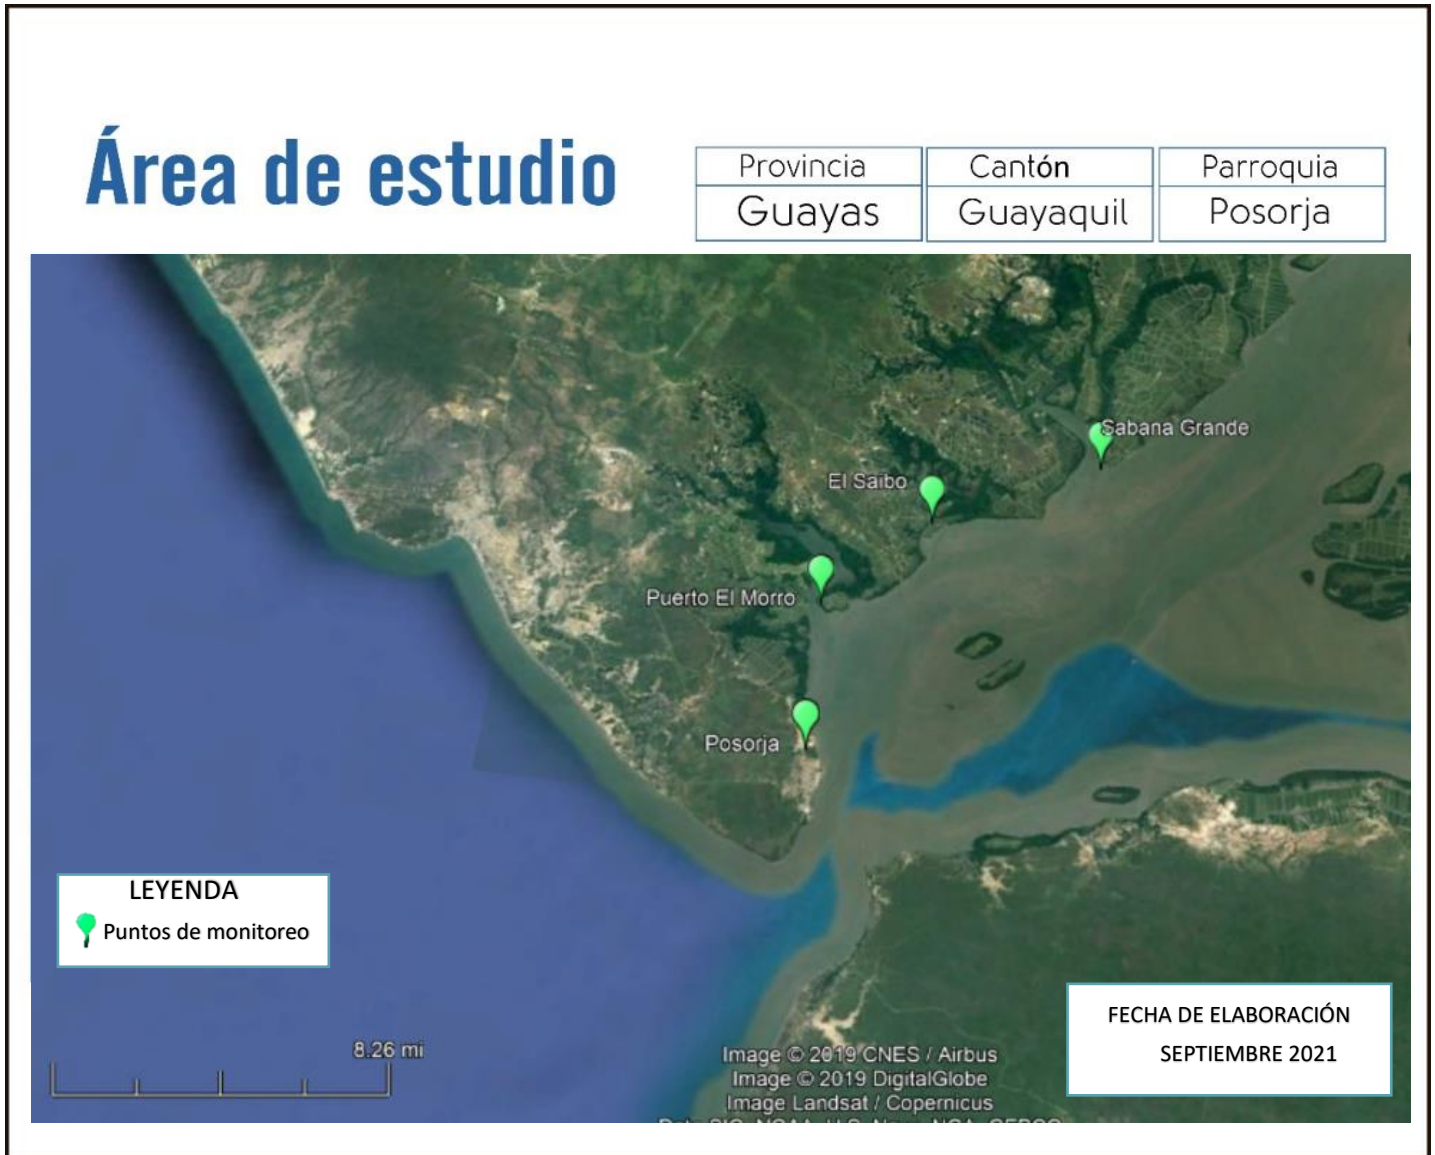 Área de estudio
Provincia
Cantón
Parroquia
Guayas
Guayaquil
Posorja
Sabana Grande
El Saibo
Puerto El Morro
Posorja
LEYENDA
Puntos de monitoreo
8.26 mi
FECHA DE ELABORACIÓN
SEPTIEMBRE 2021
Image © 2019 CNES / Airbus
Image © 2019 DigitalGlobe
Image Landsat / Copernicus